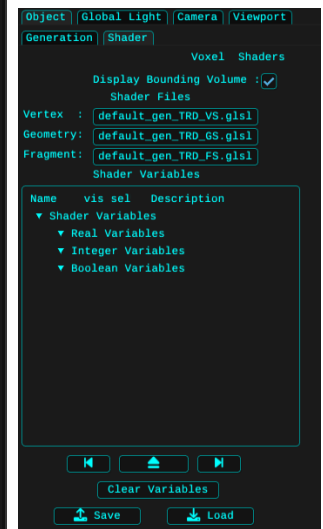 Object Global Light Camera Viewport
Generation Shader
Voxel Shaders
Display Bounding Volume :
Shader Files
Vertex : default_gen_TRD_VS.glsl
Geometry: default_gen_TRD_GS.glsl
Fragment: default_gen_TRD_FS.glsl
Shader Variables
Name vis sel Description
Shader Variables
Real Variables
Integer Variables
Boolean Variables
Clear Variables
Save Load